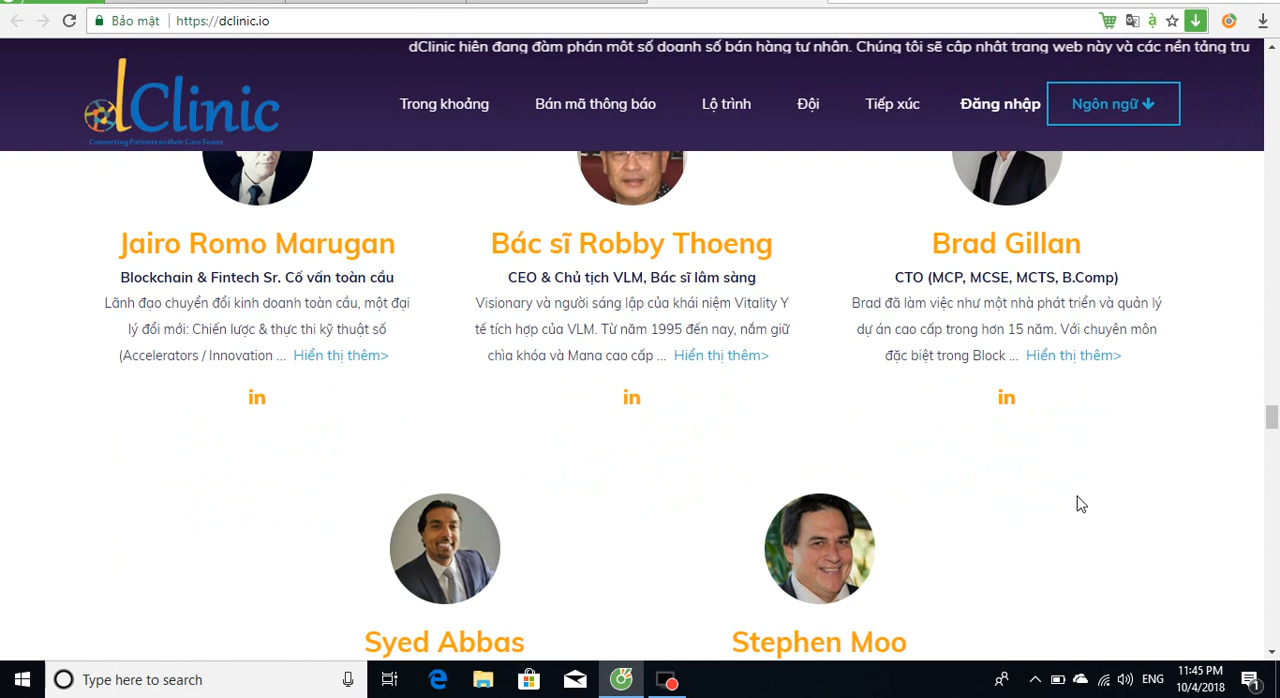 Bảo mật | https://dclinic.io
dClinic hiện đang đàm phán một số doanh số bán hàng tư nhân. Chúng tôi sẽ cập nhật trang web này và các nền tảng tru
dClinic
Connecting Patients to their Care Teams
Trong khoảng
Bán mã thông báo
Lộ trình
Đội
Tiếp xúc
Đăng nhập
Ngôn ngữ
Jairo Romo Marugan
Blockchain & Fintech Sr. Cố vấn toàn cầu
Lãnh đạo chuyển đổi kinh doanh toàn cầu, một đại
lý đổi mới: Chiến lược & thực thi kỹ thuật số
(Accelerators / Innovation ... Hiển thị thêm>
in
Bác sĩ Robby Thoeng
CEO & Chủ tịch VLM, Bác sĩ lâm sàng
Visionary và người sáng lập của khái niệm Vitality Y
tế tích hợp của VLM. Từ năm 1995 đến nay, nắm giữ
chìa khóa và Mana cao cấp ... Hiển thị thêm>
in
Brad Gillan
CTO (MCP, MCSE, MCTS, B.Comp)
Brad đã làm việc như một nhà phát triển và quản lý
dự án cao cấp trong hơn 15 năm. Với chuyên môn
đặc biệt trong Block ... Hiển thị thêm>
in
Syed Abbas
Stephen Moo
Type here to search
ENG
11:45 PM
10/4/2018
1